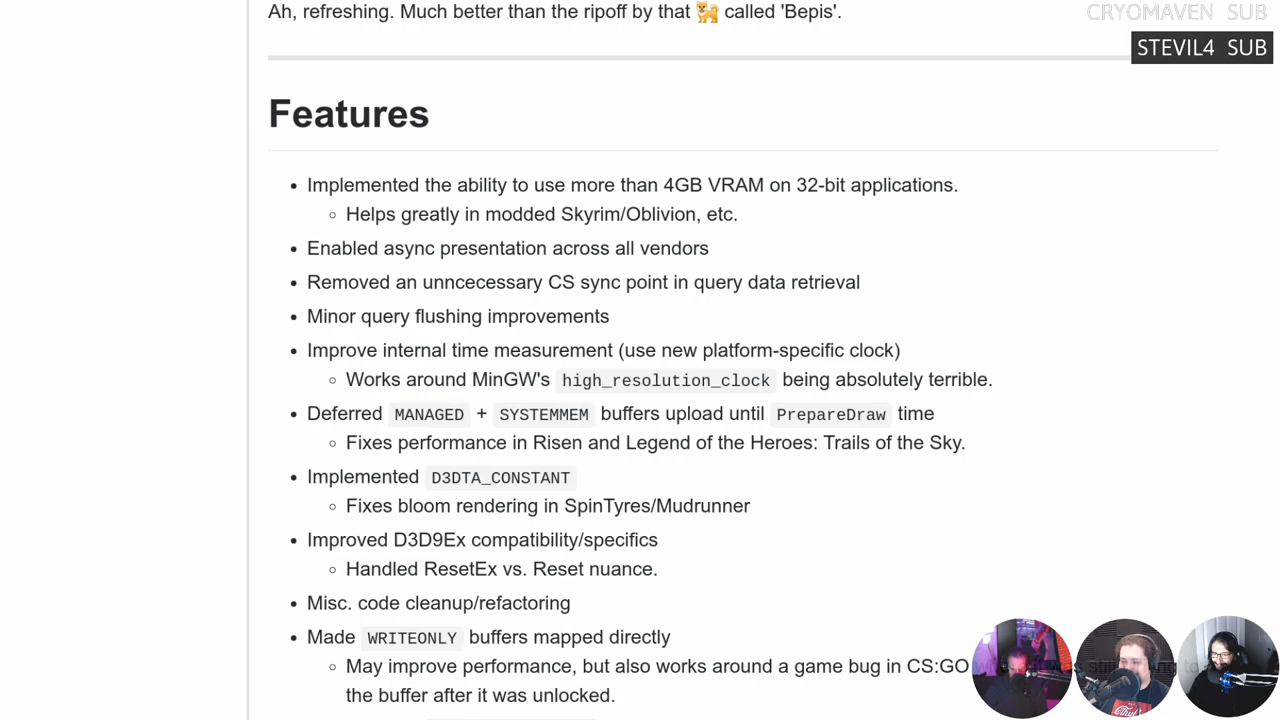 Ah, refreshing. Much better than the ripoff by that 🐕 called 'Bepis'.
CRYOMAVEN SUB
STEVIL4 SUB
Features
Implemented the ability to use more than 4GB VRAM on 32-bit applications.
Helps greatly in modded Skyrim/Oblivion, etc.
Enabled async presentation across all vendors
Removed an unncecessary CS sync point in query data retrieval
Minor query flushing improvements
Improve internal time measurement (use new platform-specific clock)
Works around MinGW's high_resolution_clock being absolutely terrible.
Deferred MANAGED + SYSTEMMEM buffers upload until PrepareDraw time
Fixes performance in Risen and Legend of the Heroes: Trails of the Sky.
Implemented D3DTA_CONSTANT
Fixes bloom rendering in SpinTyres/Mudrunner
Improved D3D9Ex compatibility/specifics
Handled ResetEx vs. Reset nuance.
Misc. code cleanup/refactoring
Made WRITEONLY buffers mapped directly
May improve performance, but also works around a game bug in CS:GO
the buffer after it was unlocked.